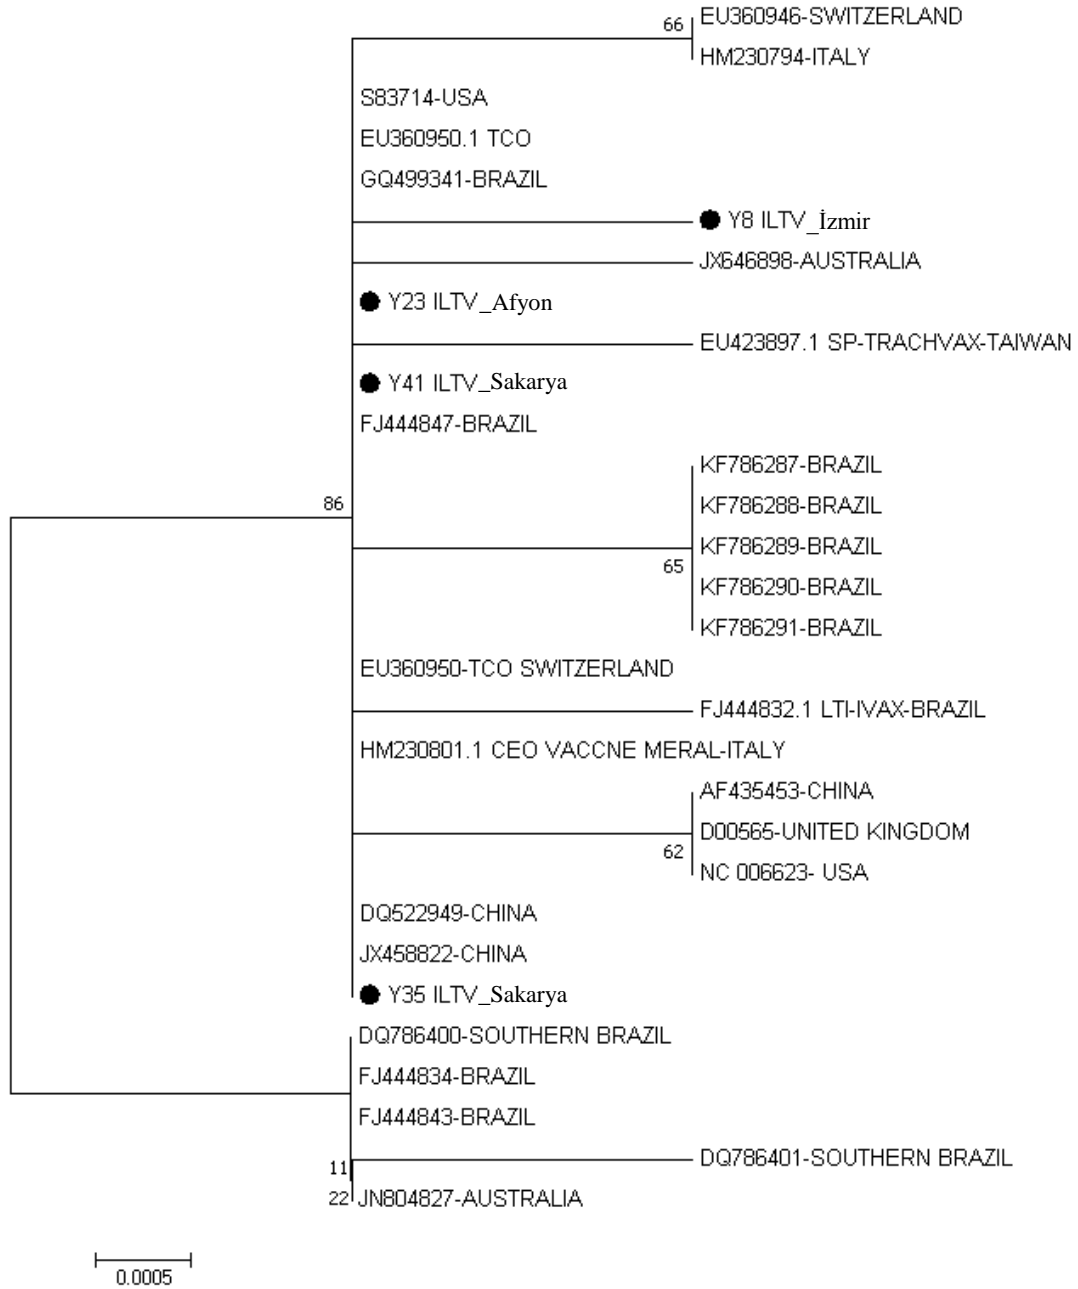 66
EU360946-SWITZERLAND
HM230794-ITALY
S83714-USA
EU360950.1 TCO
GQ499341-BRAZIL
Y8 ILTV_İzmir
JX646898-AUSTRALIA
Y23 ILTV_Afyon
EU423897.1 SP-TRACHVAX-TAIWAN
Y41 ILTV_Sakarya
FJ444847-BRAZIL
KF786287-BRAZIL
86
KF786288-BRAZIL
KF786289-BRAZIL
65
KF786290-BRAZIL
KF786291-BRAZIL
EU360950-TCO SWITZERLAND
FJ444832.1 LTI-IVAX-BRAZIL
HM230801.1 CEO VACCNE MERAL-ITALY
AF435453-CHINA
D00565-UNITED KINGDOM
62
NC 006623- USA
DQ522949-CHINA
JX458822-CHINA
Y35 ILTV_Sakarya
DQ786400-SOUTHERN BRAZIL
FJ444834-BRAZIL
FJ444843-BRAZIL
DQ786401-SOUTHERN BRAZIL
11
22 JN804827-AUSTRALIA
0.0005